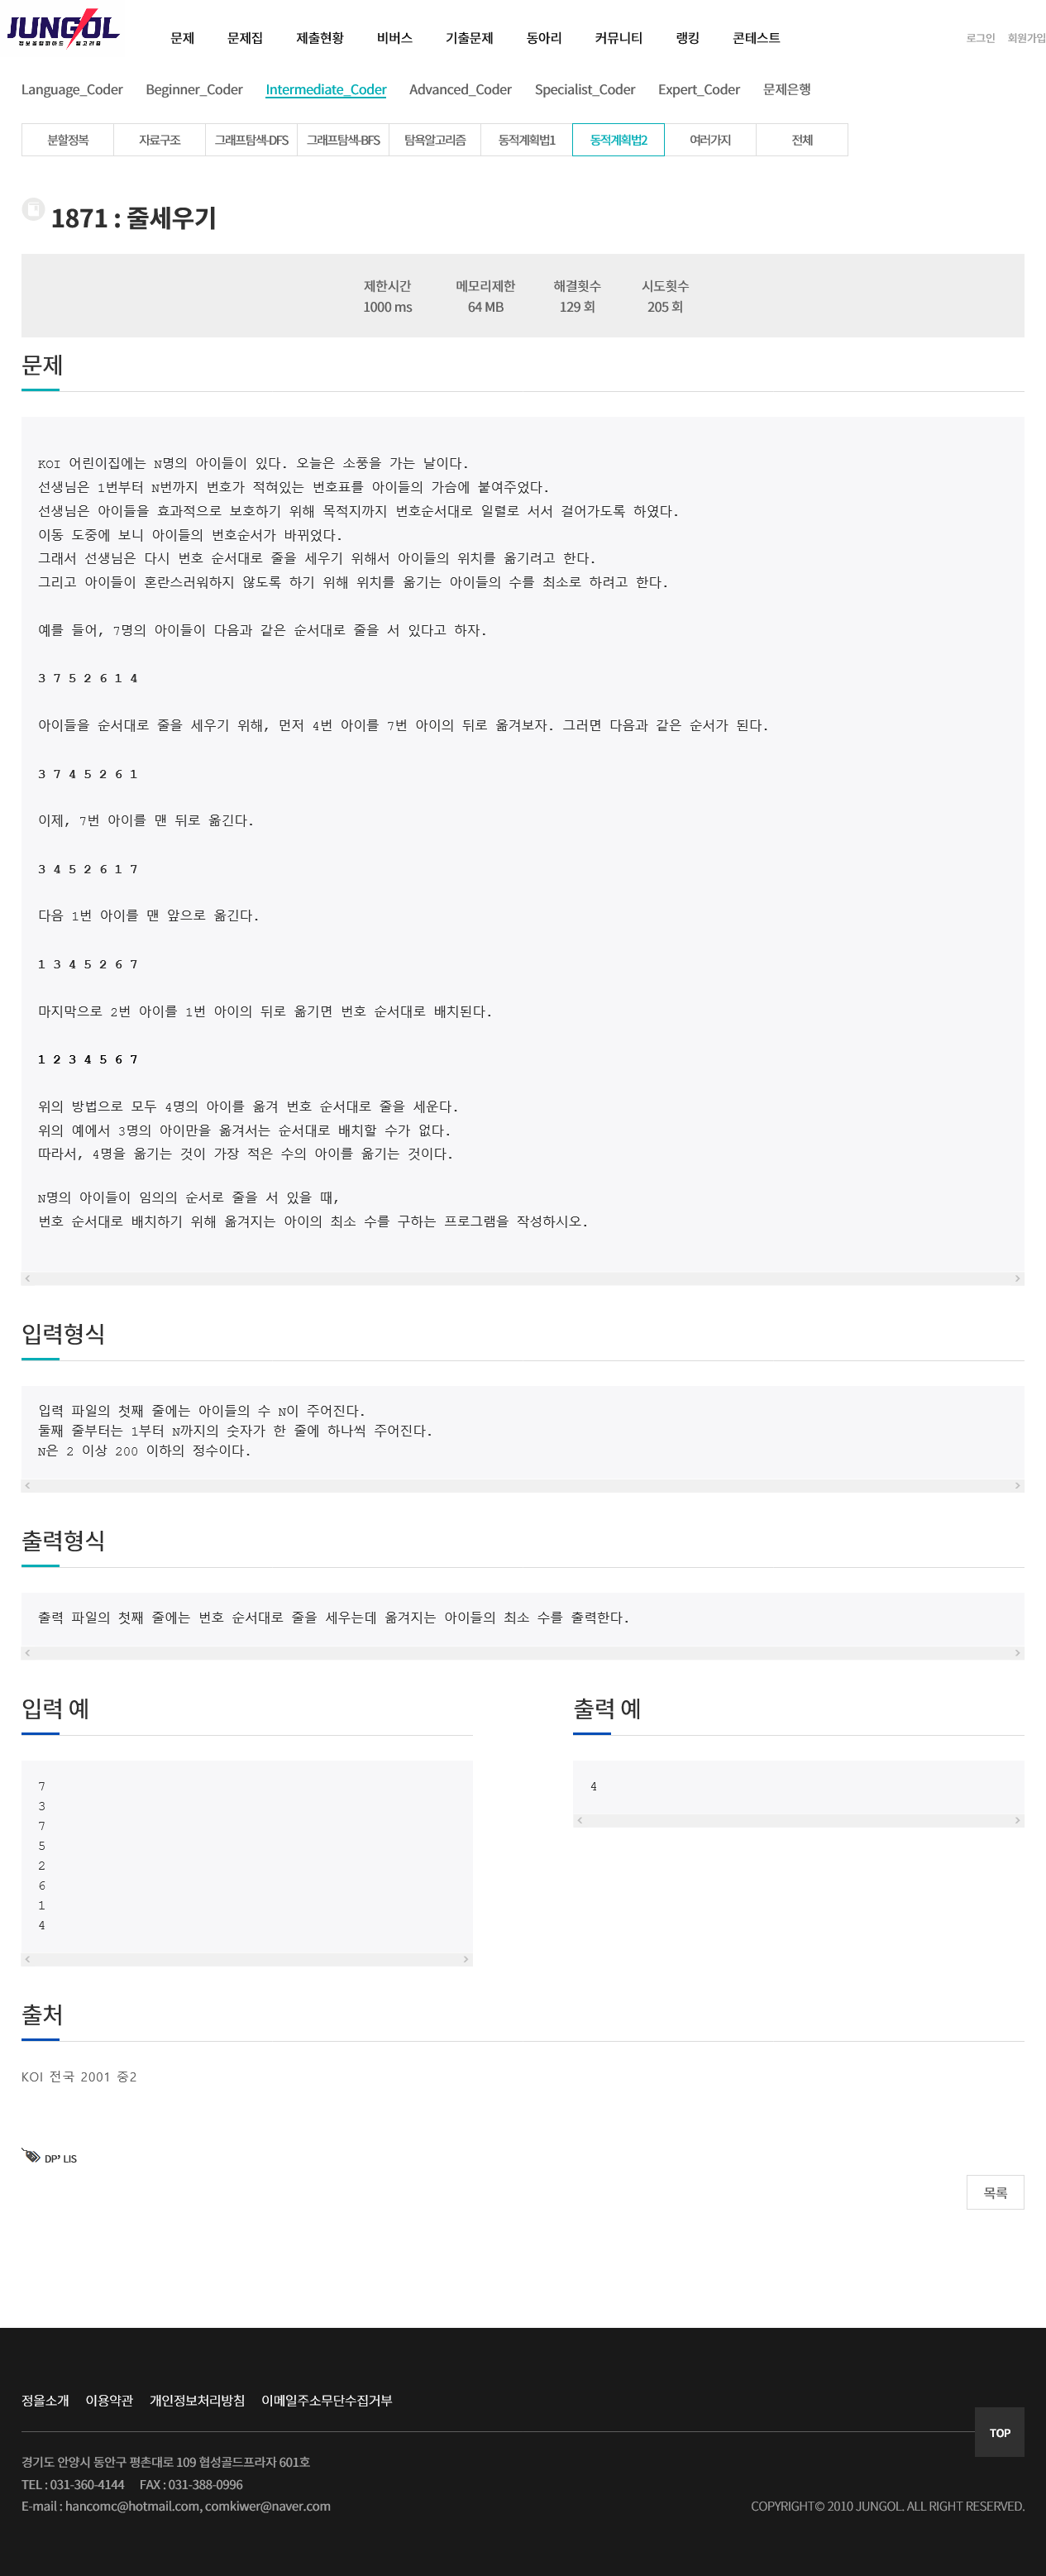 JUNGOL
정보올림피아드 알고리즘
문제 문제집 제출현황 비버스 기출문제 동아리 커뮤니티 랭킹 콘테스트 로그인 회원가입
Language_Coder Beginner_Coder Intermediate_Coder Advanced_Coder Specialist_Coder Expert_Coder 문제은행
분할정복 자료구조 그래프탐색-DFS 그래프탐색-BFS 탐욕알고리즘 동적계획법1 동적계획법2 여러가지 전체
1871 : 줄세우기
제한시간 메모리제한 해결횟수 시도횟수
1000 ms 64 MB 129 회 205 회
문제
KOI 어린이집에는 N명의 아이들이 있다. 오늘은 소풍을 가는 날이다.
선생님은 1번부터 N번까지 번호가 적혀있는 번호표를 아이들의 가슴에 붙여주었다.
선생님은 아이들을 효과적으로 보호하기 위해 목적지까지 번호순서대로 일렬로 서서 걸어가도록 하였다.
이동 도중에 보니 아이들의 번호순서가 바뀌었다.
그래서 선생님은 다시 번호 순서대로 줄을 세우기 위해서 아이들의 위치를 옮기려고 한다.
그리고 아이들이 혼란스러워하지 않도록 하기 위해 위치를 옮기는 아이들의 수를 최소로 하려고 한다.
예를 들어, 7명의 아이들이 다음과 같은 순서대로 줄을 서 있다고 하자.
3 7 5 2 6 1 4
아이들을 순서대로 줄을 세우기 위해, 먼저 4번 아이를 7번 아이의 뒤로 옮겨보자. 그러면 다음과 같은 순서가 된다.
3 7 4 5 2 6 1
이제, 7번 아이를 맨 뒤로 옮긴다.
3 4 5 2 6 1 7
다음 1번 아이를 맨 앞으로 옮긴다.
1 3 4 5 2 6 7
마지막으로 2번 아이를 1번 아이의 뒤로 옮기면 번호 순서대로 배치된다.
1 2 3 4 5 6 7
위의 방법으로 모두 4명의 아이를 옮겨 번호 순서대로 줄을 세운다.
위의 예에서 3명의 아이만을 옮겨서는 순서대로 배치할 수가 없다.
따라서, 4명을 옮기는 것이 가장 적은 수의 아이를 옮기는 것이다.
N명의 아이들이 임의의 순서로 줄을 서 있을 때,
번호 순서대로 배치하기 위해 옮겨지는 아이의 최소 수를 구하는 프로그램을 작성하시오.
입력형식
입력 파일의 첫째 줄에는 아이들의 수 N이 주어진다.
둘째 줄부터는 1부터 N까지의 숫자가 한 줄에 하나씩 주어진다.
N은 2 이상 200 이하의 정수이다.
출력형식
출력 파일의 첫째 줄에는 번호 순서대로 줄을 세우는데 옮겨지는 아이들의 최소 수를 출력한다.
입력 예
7
3
7
5
2
6
1
4
출력 예
4
출처
KOI 전국 2001 중2
DP, LIS
목록
정올소개 이용약관 개인정보처리방침 이메일주소무단수집거부
TOP
경기도 안양시 동안구 평촌대로 109 협성골드프라자 601호
TEL : 031-360-4144 FAX : 031-388-0996
E-mail : hancomc@hotmail.com, comkiwer@naver.com
COPYRIGHT© 2010 JUNGOL. ALL RIGHT RESERVED.